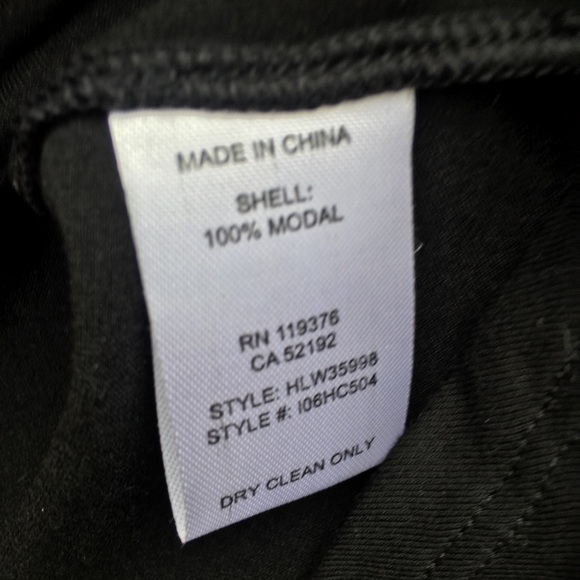 MADE IN CHINA
SHELL:
100% MODAL
RN 119376
CA 52192
STYLE: HLW35998
STYLE #: I06HC504
DRY CLEAN ONLY